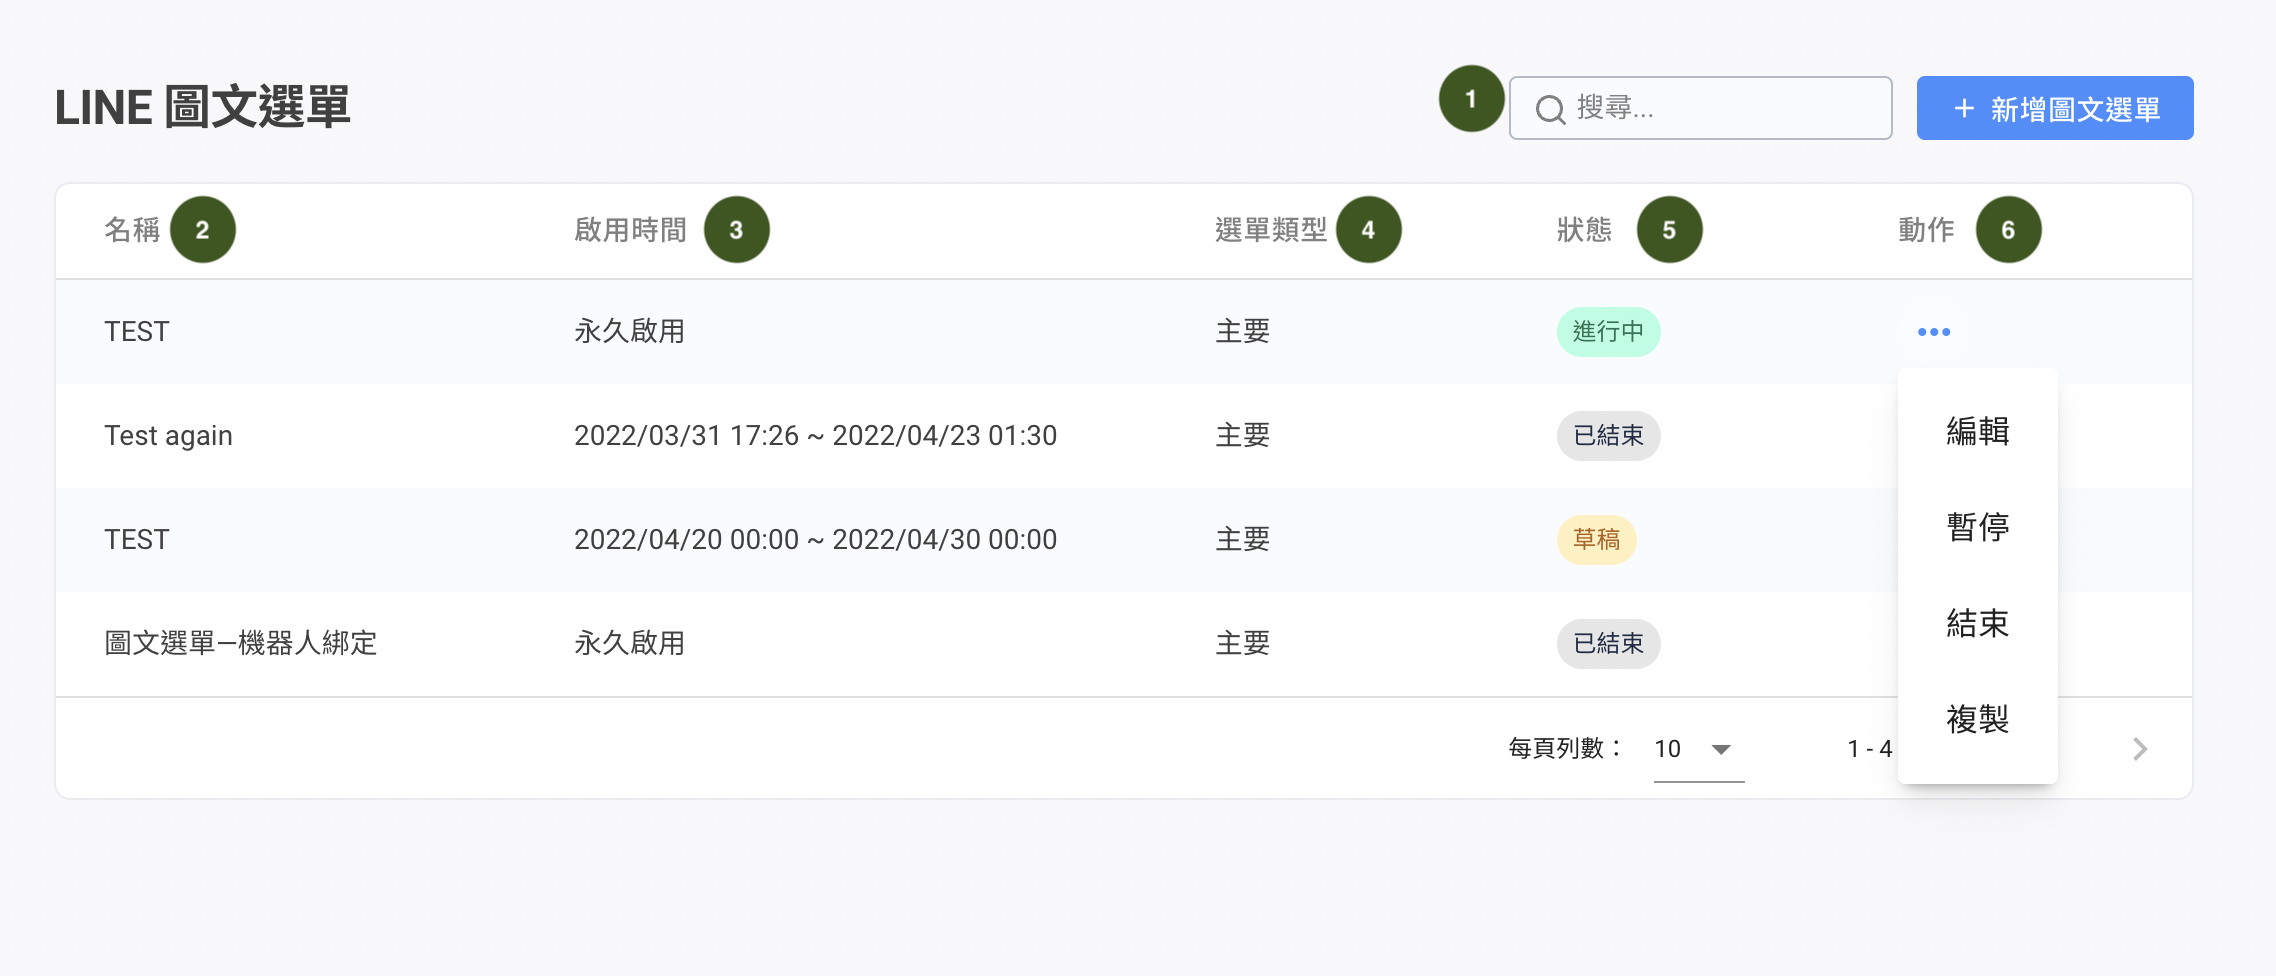 LINE 圖文選單
1 搜尋... + 新增圖文選單
名稱 2 啟用時間 3 選單類型 4 狀態 5 動作 6
TEST 永久啟用 主要 進行中 •••
Test again 2022/03/31 17:26 ~ 2022/04/23 01:30 主要 已結束
編輯
暫停
TEST 2022/04/20 00:00 ~ 2022/04/30 00:00 主要 草稿
結束
圖文選單—機器人綁定 永久啟用 主要 已結束
複製
每頁列數： 10 1 - 4